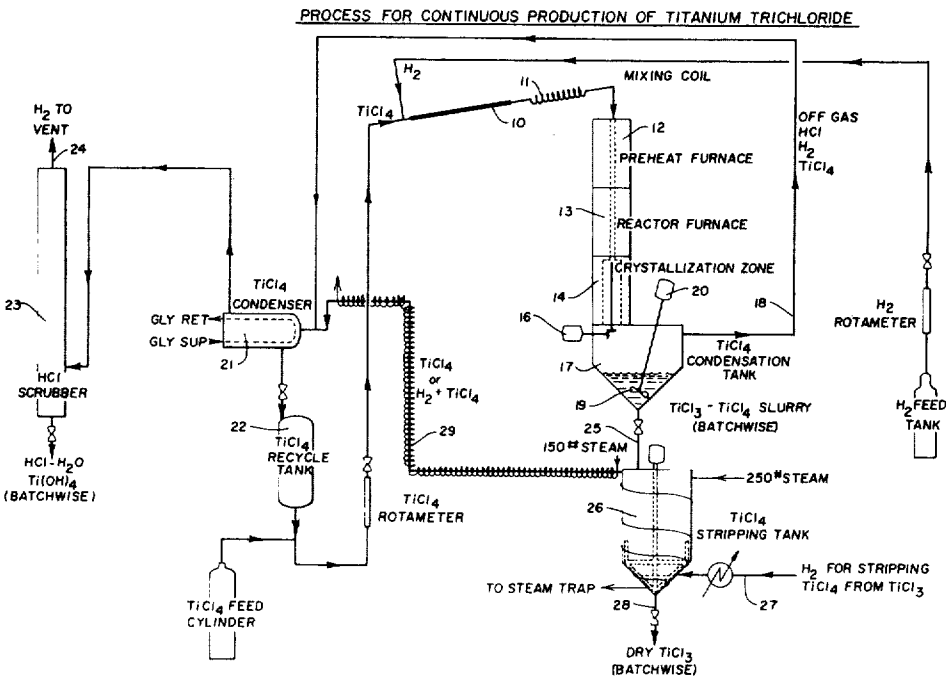 PROCESS FOR CONTINUOUS PRODUCTION OF TITANIUM TRICHLORIDE
H2
MIXING COIL
11
TiCl4
10
12
PREHEAT FURNACE
OFF GAS
HCl
H2
TiCl4
H2 TO
VENT
24
13
REACTOR FURNACE
CRYSTALLIZATION ZONE
14
20
16
18
23
TiCl4
CONDENSER
GLY RET
GLY SUP
21
H2
ROTAMETER
TiCl4
CONDENSATION
TANK
17
19
TiCl3 - TiCl4 SLURRY
(BATCHWISE)
HCl
SCRUBBER
TiCl4
or
H2 + TiCl4
29
H2 FEED
TANK
22
TiCl4
RECYCLE
TANK
25
150# STEAM
250# STEAM
HCl - H2O
Ti(OH)4
(BATCHWISE)
TiCl4
ROTAMETER
26
TiCl4
STRIPPING TANK
H2 FOR STRIPPING
TiCl4 FROM TiCl3
27
TO STEAM TRAP
28
TiCl4 FEED
CYLINDER
DRY TiCl3
(BATCHWISE)